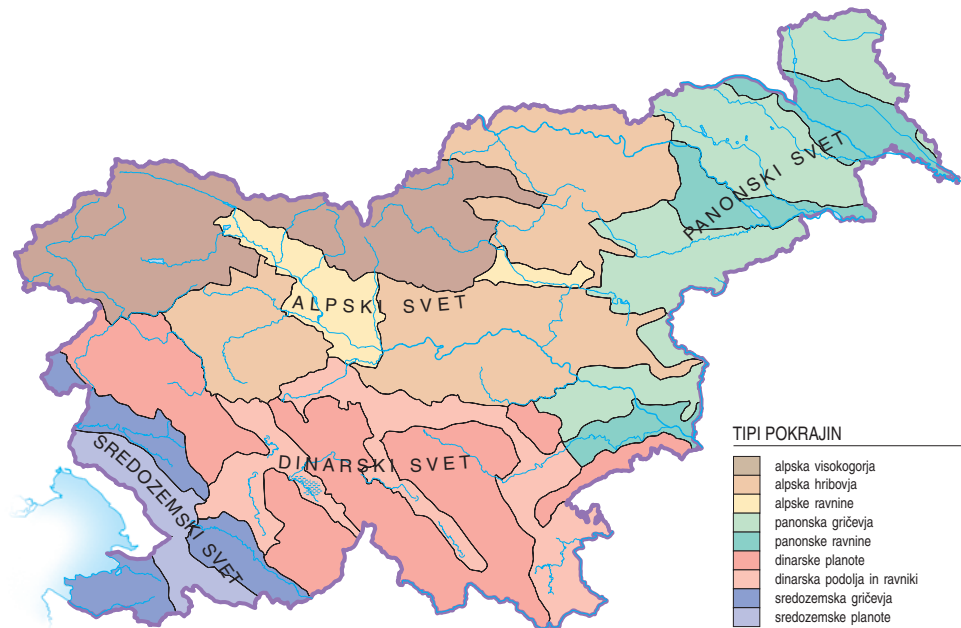 PANONSKI SVET
ALPSKI SVET
DINARSKI SVET
SREDOZEMSKI SVET
TIPI POKRAJIN
alpska visokogorja
alpska hribovja
alpske ravnine
panonska gričevja
panonske ravnine
dinarske planote
dinarska podolja in ravniki
sredozemska gričevja
sredozemske planote